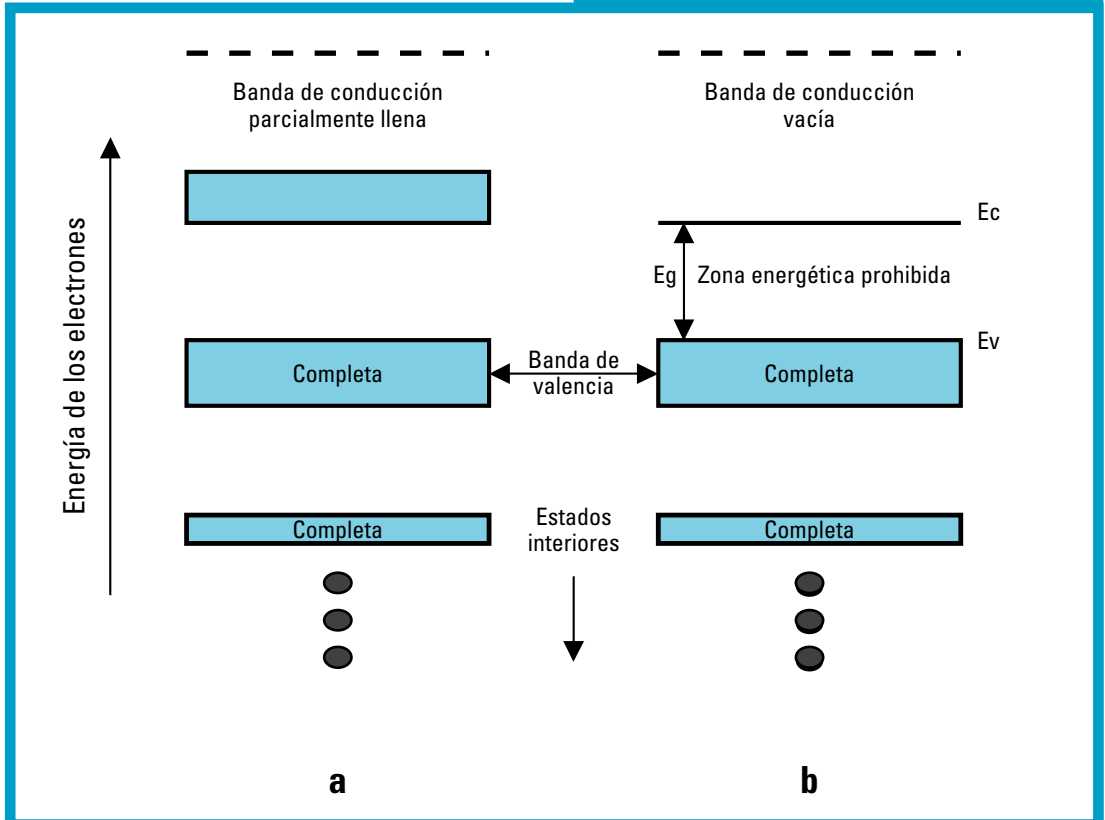 Banda de conducción
parcialmente llena
Banda de conducción
vacía
Energía de los electrones
Ec
Eg
Zona energética prohibida
Ev
Completa
Banda de
valencia
Completa
Completa
Estados
interiores
Completa
a
b